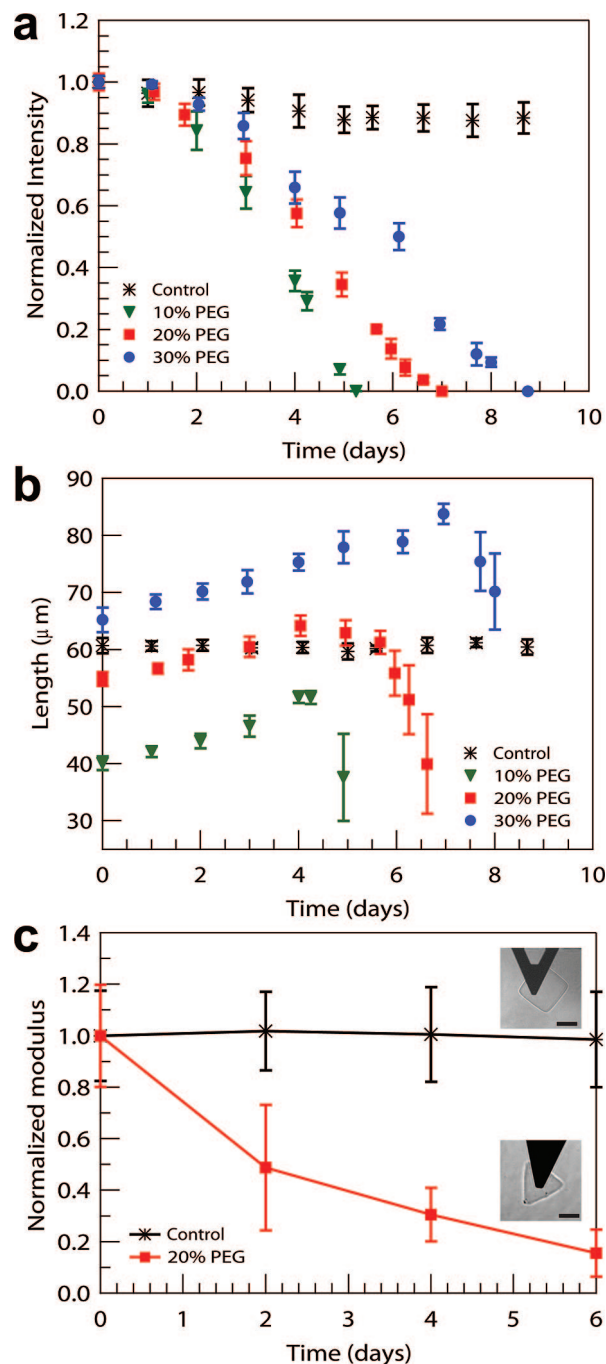 a
1.2
1.0
0.8
0.6
0.4
0.2
0.0
Normalized Intensity
Control
10% PEG
20% PEG
30% PEG
0 2 4 6 8 10
Time (days)
b
90
80
70
60
50
40
30
Length (μm)
Control
10% PEG
20% PEG
30% PEG
0 2 4 6 8 10
Time (days)
c
1.4
1.2
1.0
0.8
0.6
0.4
0.2
0.0
Normalized modulus
Control
20% PEG
0 1 2 3 4 5 6
Time (days)